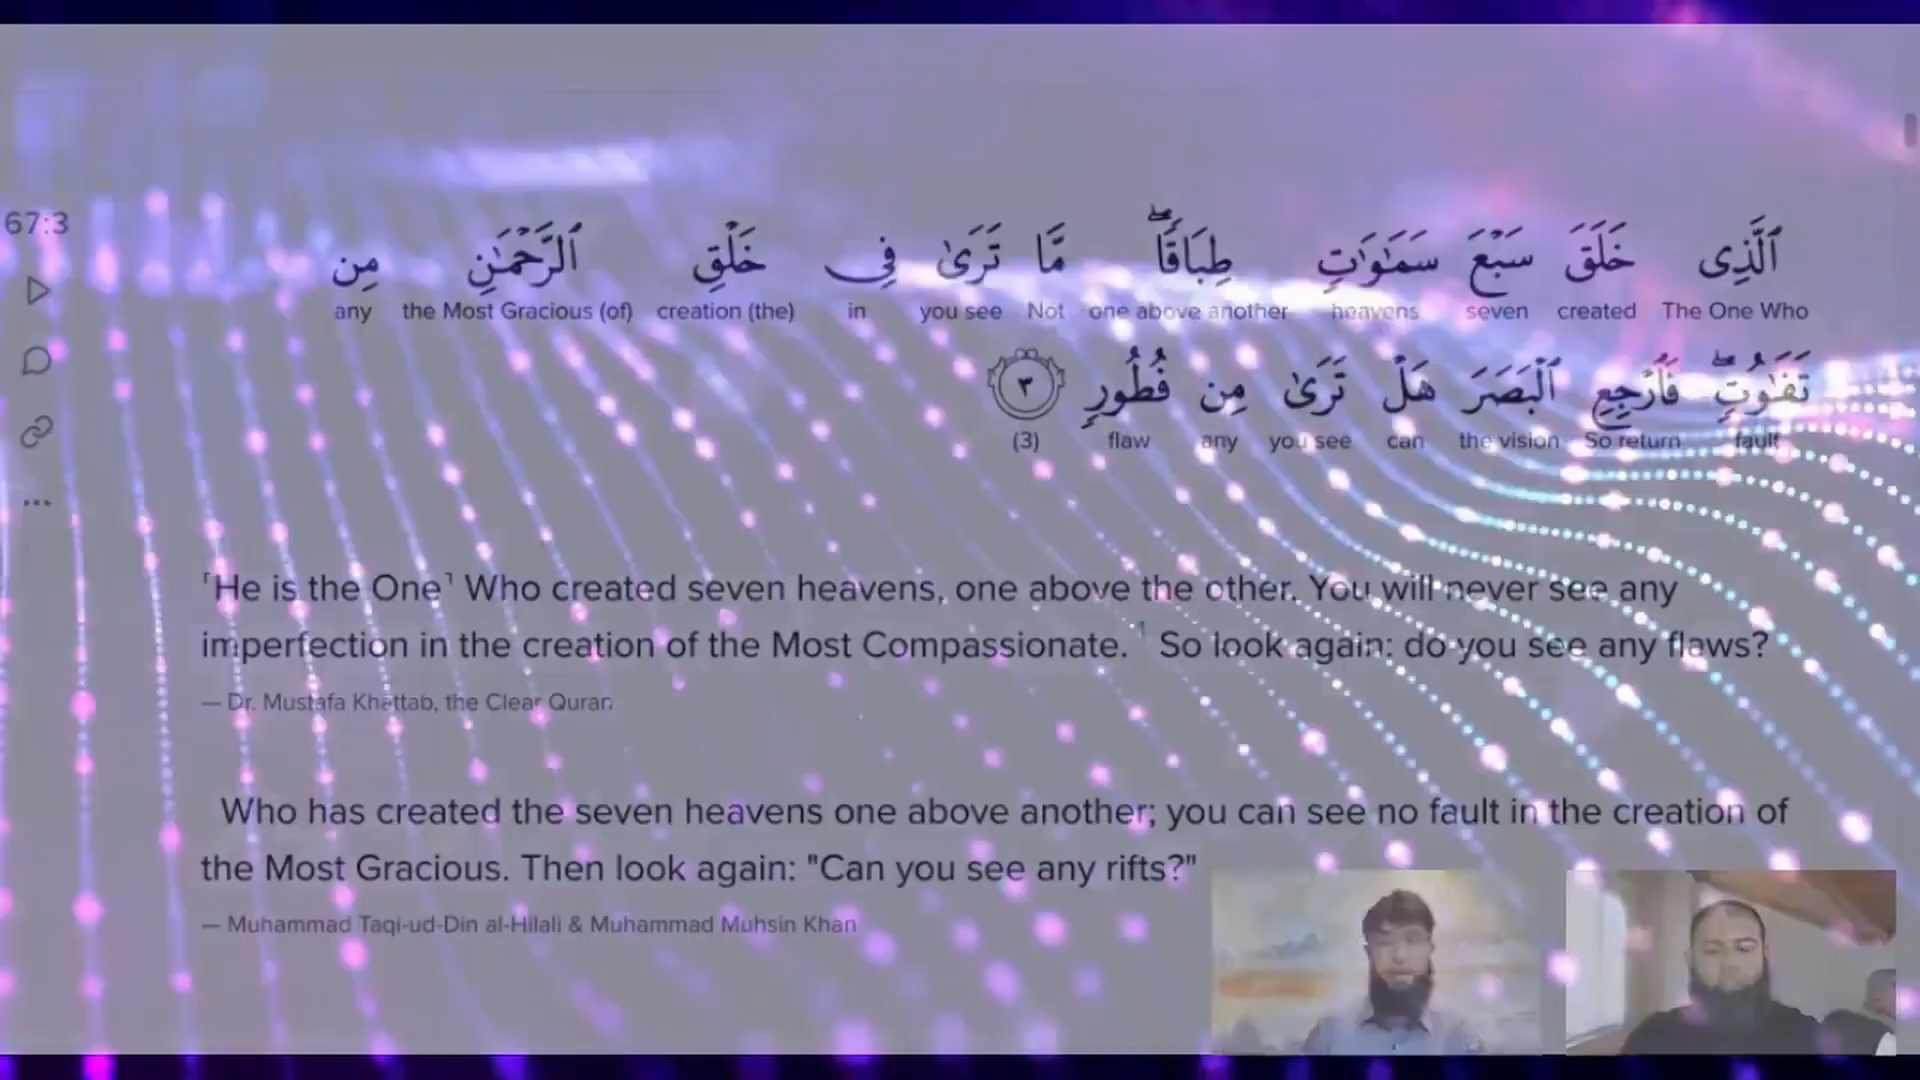 67:3
ٱلَّذِى خَلَقَ سَبْعَ سَمَـٰوَٰتٍ طِبَاقًا ۖ مَّا تَرَىٰ فِى خَلْقِ ٱلرَّحْمَـٰنِ مِن
any the Most Gracious (of) creation (the) in you see Not one above another heavens seven created The One Who
تَفَـٰوُتٍ ۖ فَٱرْجِعِ ٱلْبَصَرَ هَلْ تَرَىٰ مِن فُطُورٍ ٣
(3) flaw any you see can the vision So return fault
˹He is the One˺ Who created seven heavens, one above the other. You will never see any
imperfection in the creation of the Most Compassionate. 1 So look again: do you see any flaws?
— Dr. Mustafa Khattab, the Clear Quran
Who has created the seven heavens one above another; you can see no fault in the creation of
the Most Gracious. Then look again: "Can you see any rifts?"
— Muhammad Taqi-ud-Din al-Hilali & Muhammad Muhsin Khan